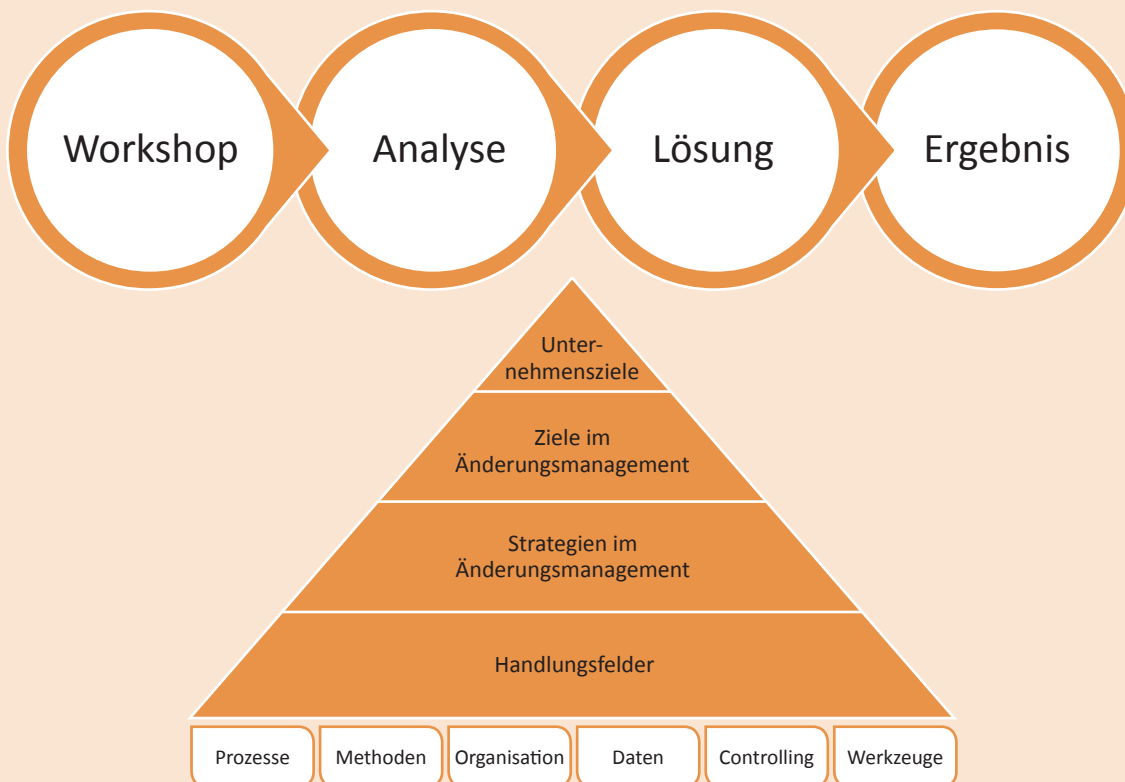 Workshop
Analyse
Lösung
Ergebnis
Unter-
nehmensziele
Ziele im
Änderungsmanagement
Strategien im
Änderungsmanagement
Handlungsfelder
Prozesse
Methoden
Organisation
Daten
Controlling
Werkzeuge